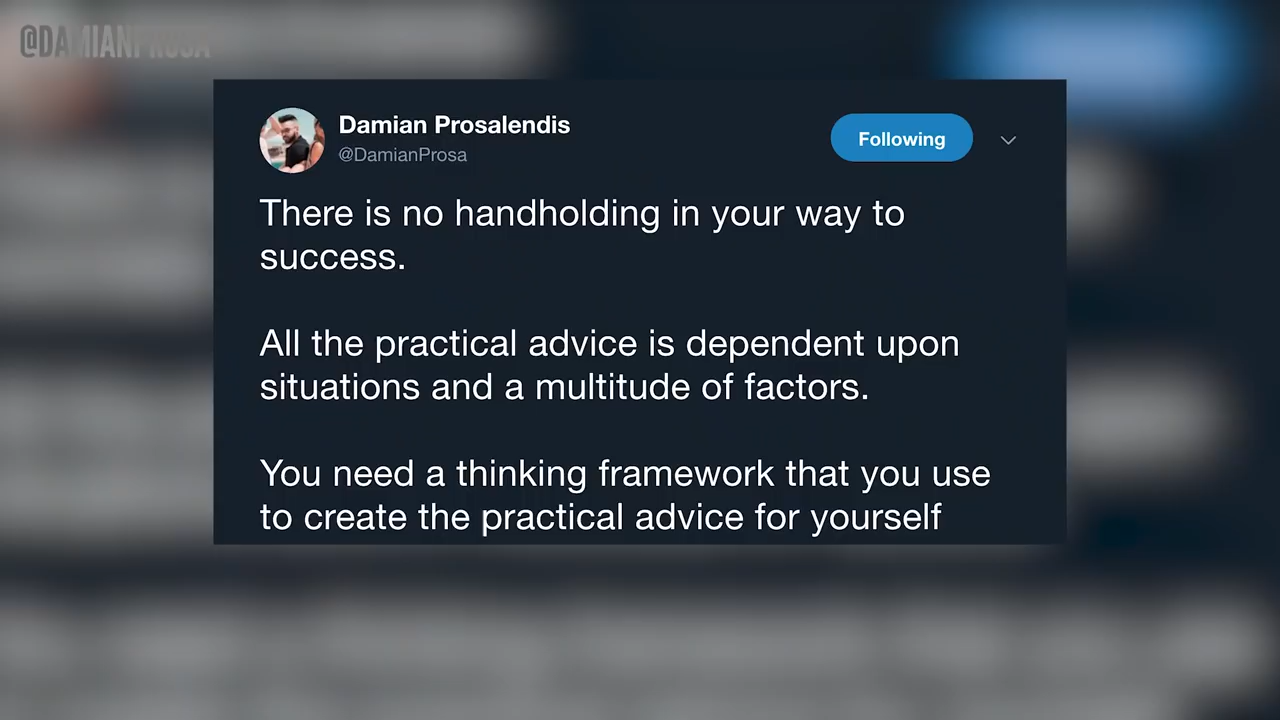 @DAMIANPROSA
Damian Prosalendis
@DamianProsa
Following
There is no handholding in your way to
success.
All the practical advice is dependent upon
situations and a multitude of factors.
You need a thinking framework that you use
to create the practical advice for yourself